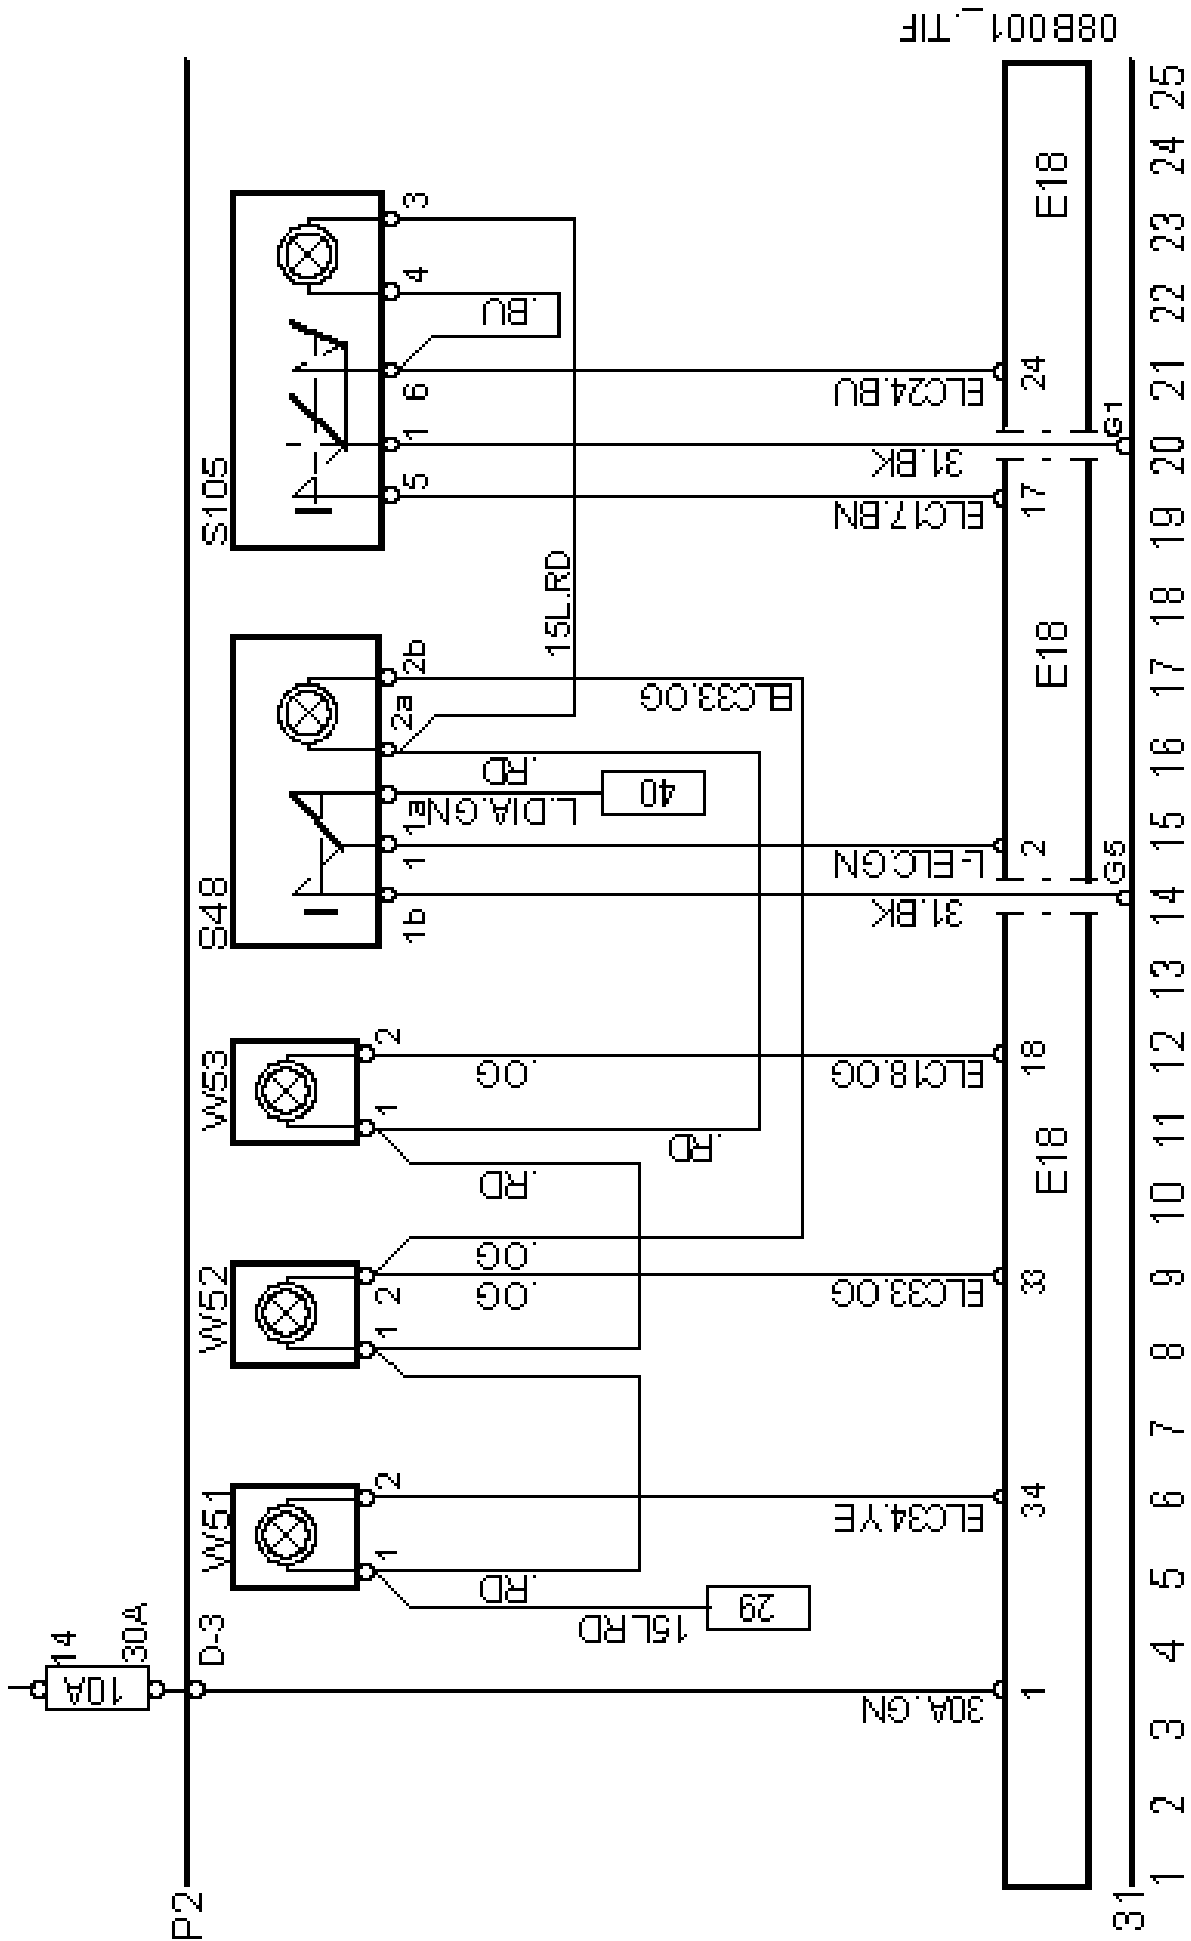 08B001_.TIF
14
10A
30A
P2
D-3
W51
W52
W53
S48
S105
1
2
1
2
1
2
1b
1
1a
2a
2b
5
1
6
4
3
.RD
15LRD
29
.OG
.OG
.RD
.OG
.RD
L.DIA.GN
40
.RD
ELC33.OG
15L.RD
.BU
30A.GN
ELC34.YE
ELC33.OG
ELC18.OG
31.BK
L-ELC.GN
ELC17.BN
31.BK
ELC24.BU
1
34
33
18
2
17
24
E18
E18
E18
G5
G1
31
1 2 3 4 5 6 7 8 9 10 11 12 13 14 15 16 17 18 19 20 21 22 23 24 25